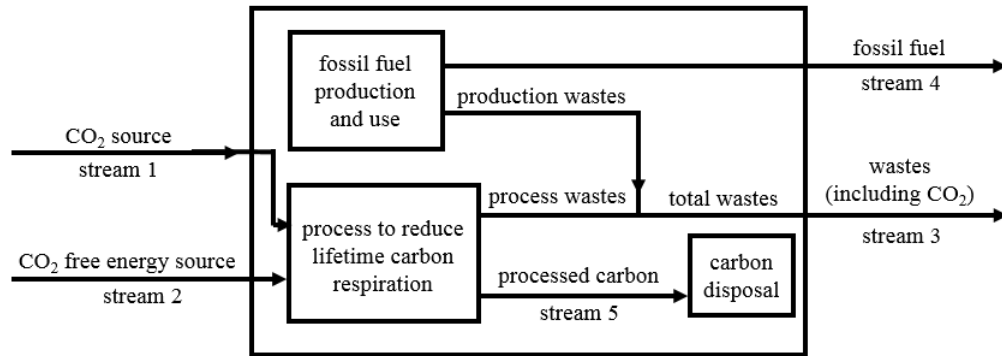 fossil fuel
production
and use
fossil fuel
stream 4
production wastes
CO₂ source
stream 1
wastes
(including CO₂)
stream 3
process wastes
total wastes
process to reduce
lifetime carbon
respiration
CO₂ free energy source
stream 2
processed carbon
stream 5
carbon
disposal